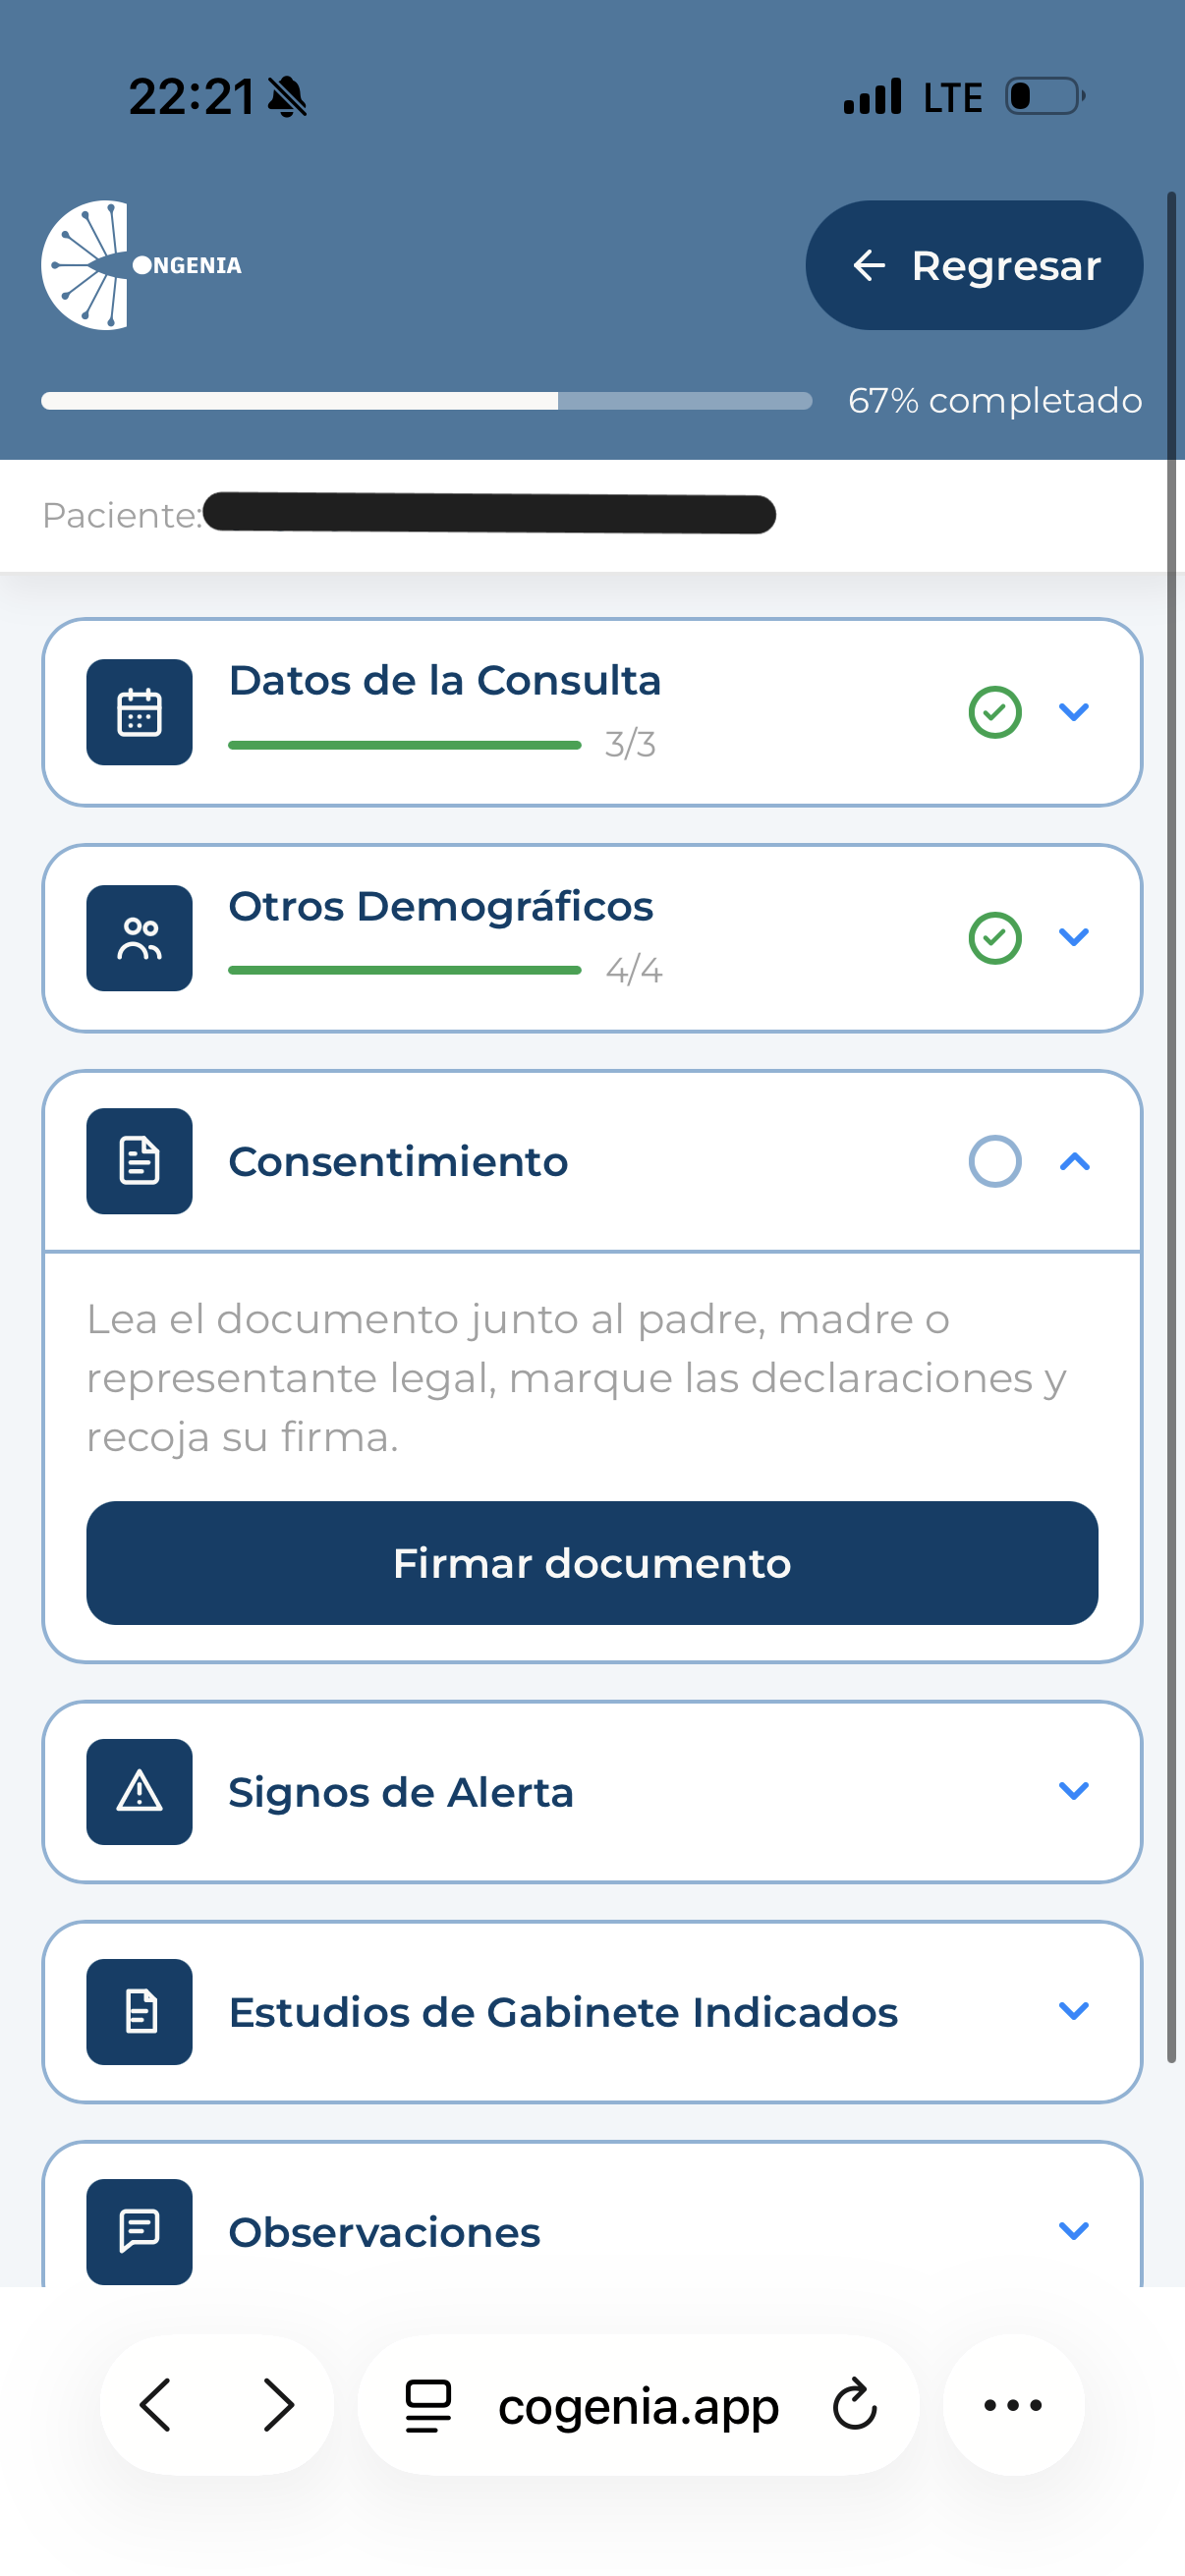 22:21
LTE
ONGENIA
← Regresar
67% completado
Paciente:
Datos de la Consulta
3/3
Otros Demográficos
4/4
Consentimiento
Lea el documento junto al padre, madre o
representante legal, marque las declaraciones y
recoja su firma.
Firmar documento
Signos de Alerta
Estudios de Gabinete Indicados
Observaciones
cogenia.app